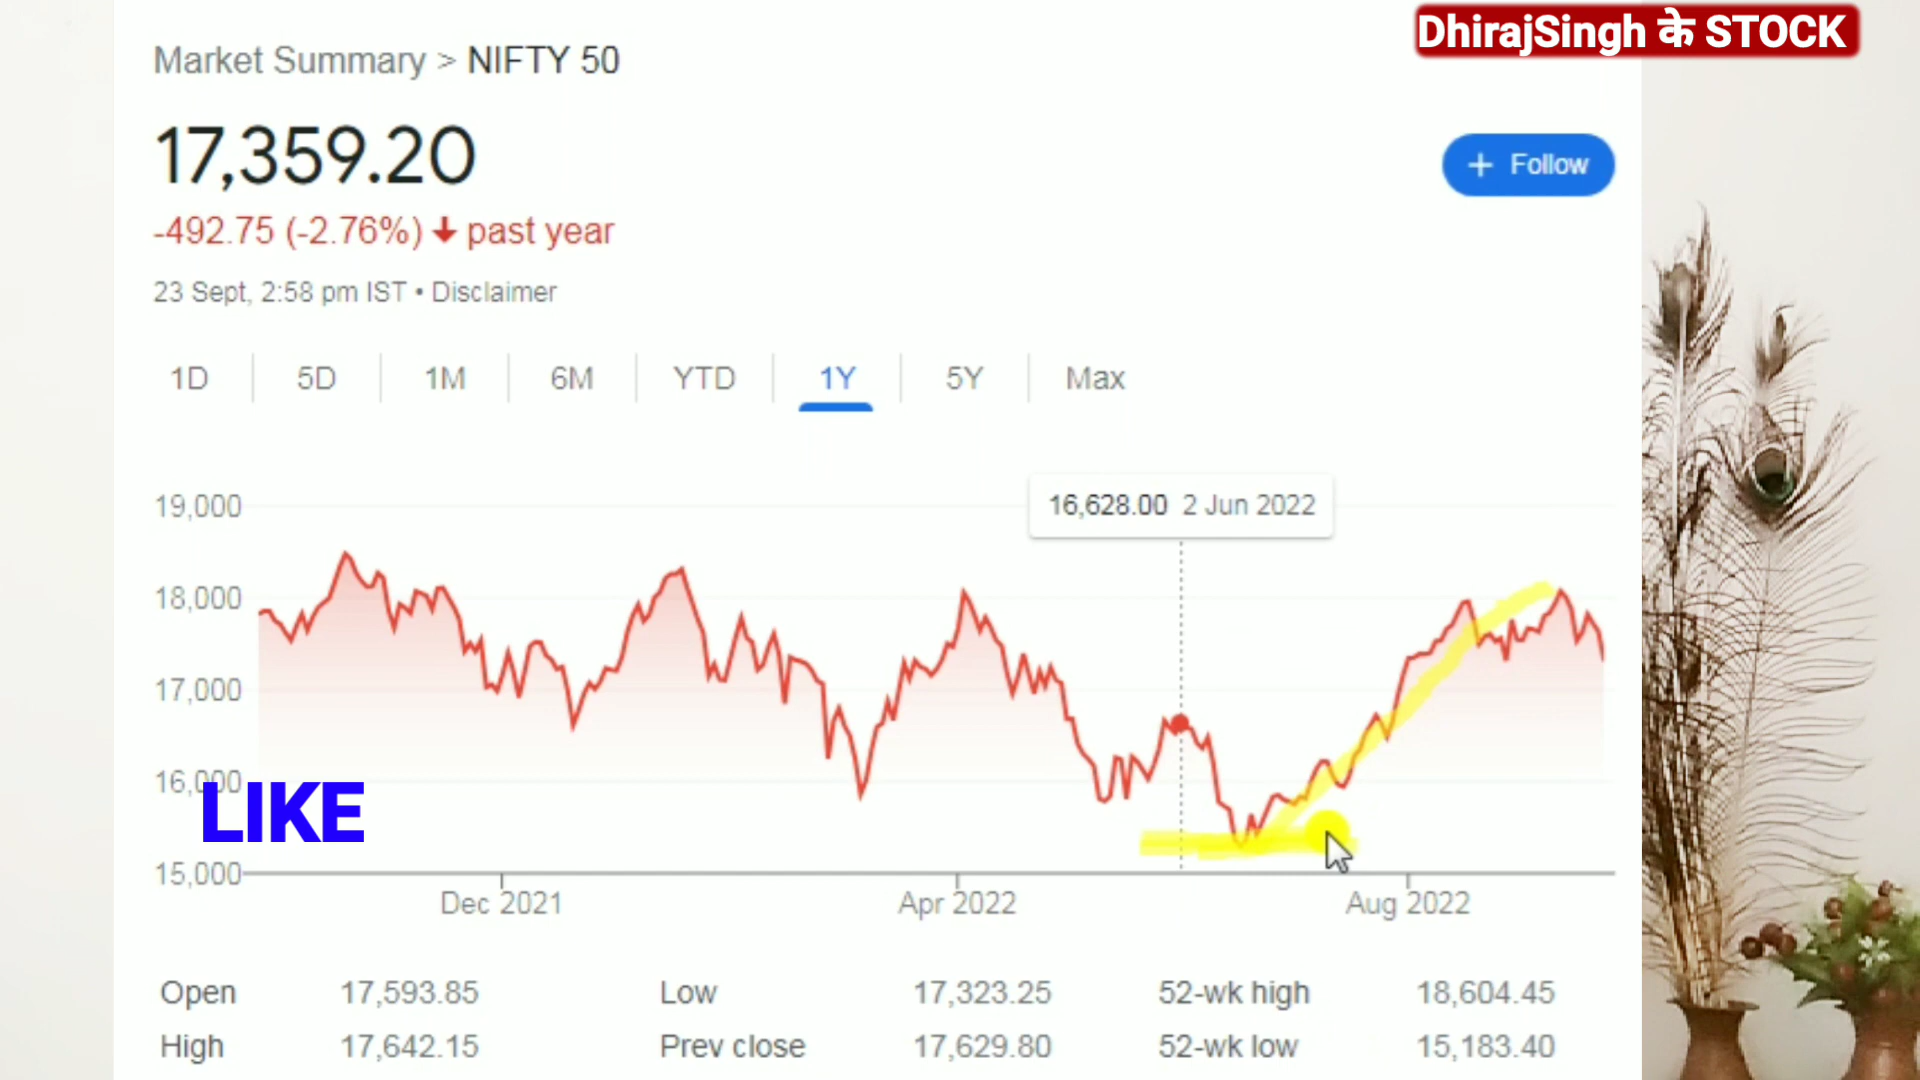 DhirajSingh के STOCK
Market Summary > NIFTY 50
17,359.20
+ Follow
-492.75 (-2.76%) ↓ past year
23 Sept, 2:58 pm IST • Disclaimer
1D 5D 1M 6M YTD 1Y 5Y Max
16,628.00 2 Jun 2022
19,000
18,000
17,000
16,000
LIKE
15,000
Dec 2021 Apr 2022 Aug 2022
Open 17,593.85 Low 17,323.25 52-wk high 18,604.45
High 17,642.15 Prev close 17,629.80 52-wk low 15,183.40